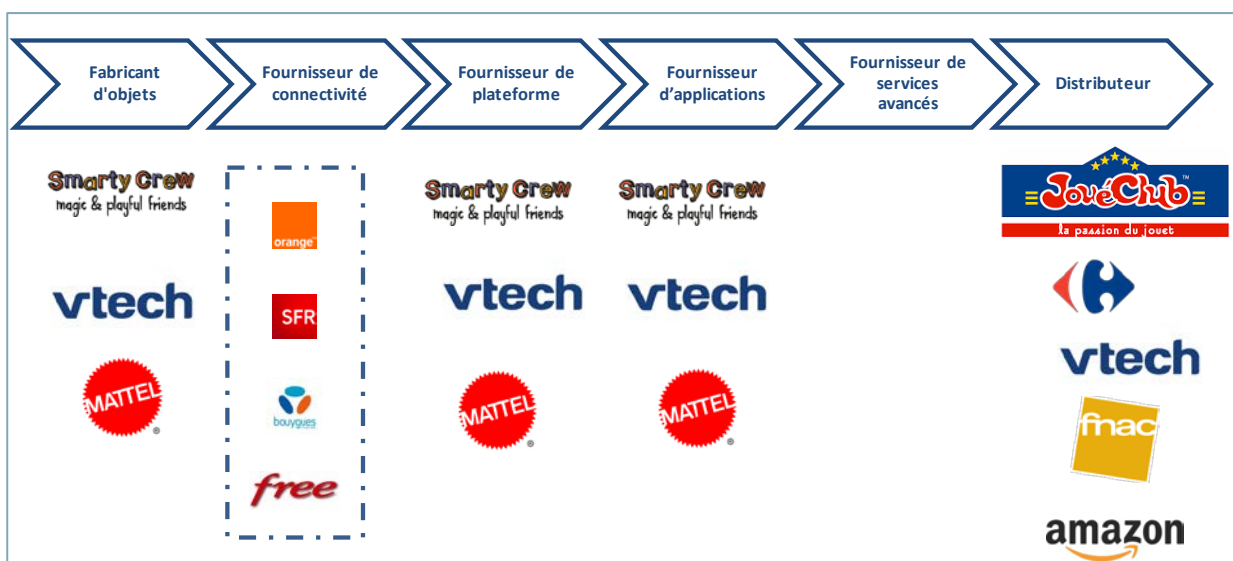 Fabricant
d'objets
Fournisseur de
connectivité
Fournisseur de
plateforme
Fournisseur
d’applications
Fournisseur de
services
avancés
Distributeur
Smarty Crew
magic & playful friends
vtech
MATTEL
®
orange™
SFR
bouygues
free
Smarty Crew
magic & playful friends
vtech
MATTEL
®
Smarty Crew
magic & playful friends
vtech
MATTEL
®
JouéClub™
la passion du jouet
vtech
fnac
amazon